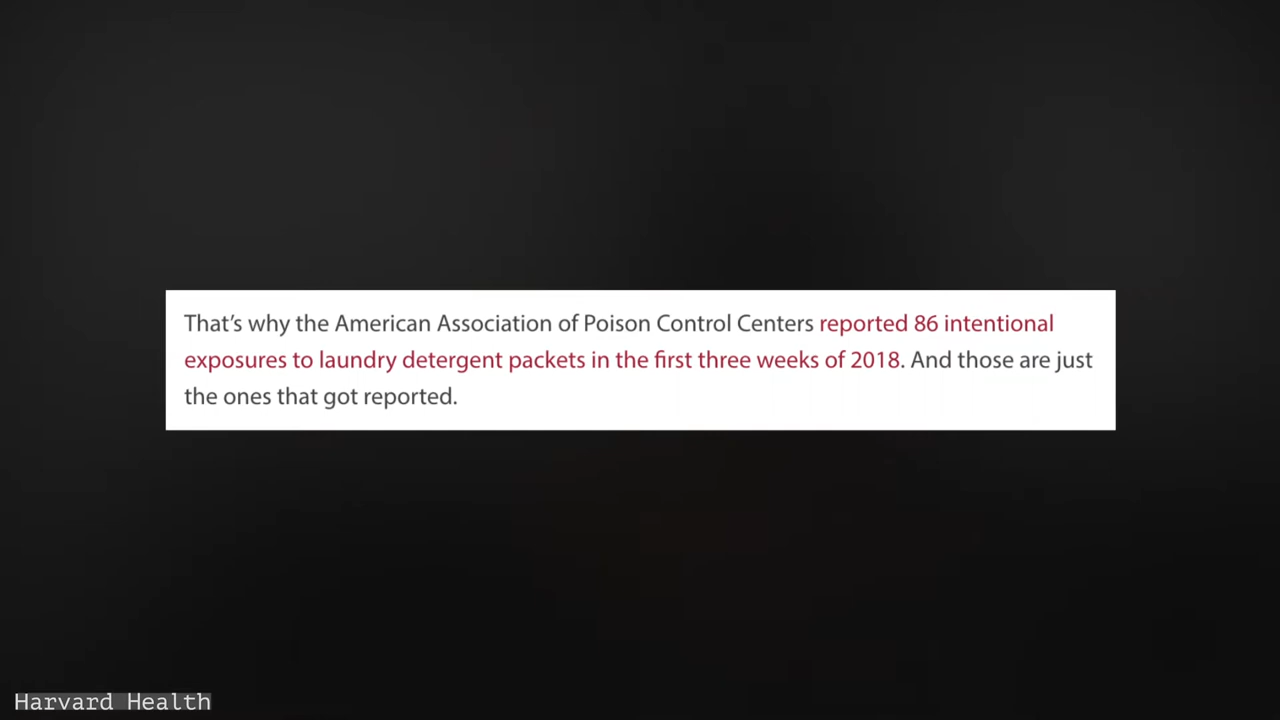 That’s why the American Association of Poison Control Centers reported 86 intentional
exposures to laundry detergent packets in the first three weeks of 2018. And those are just
the ones that got reported.
Harvard Health